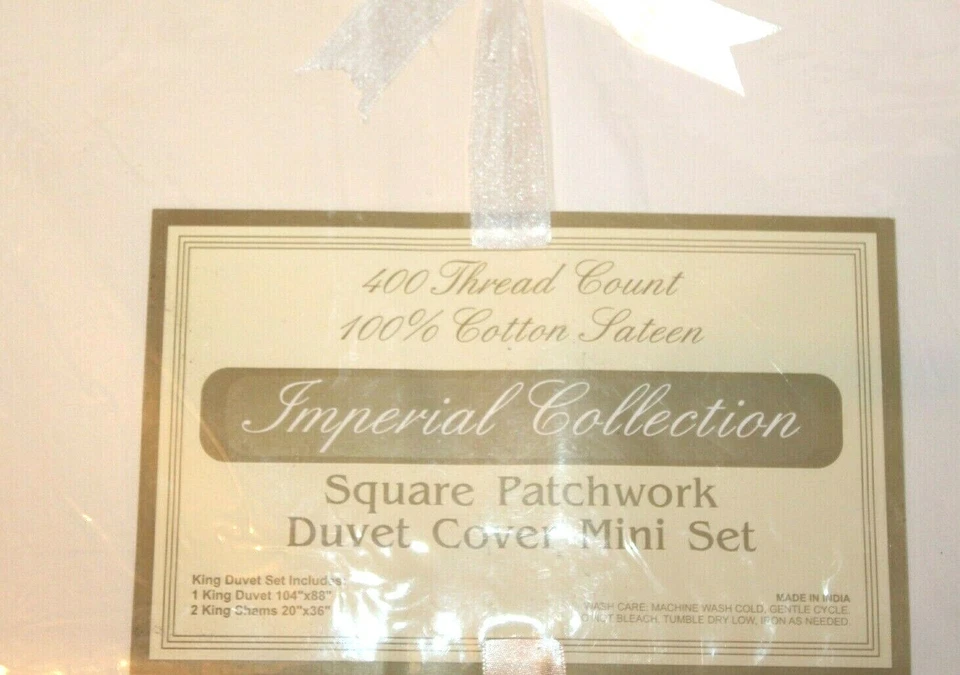 400 Thread Count
100% Cotton Sateen
Imperial Collection
Square Patchwork
Duvet Cover Mini Set
King Duvet Set Includes:
1 King Duvet 104"x88"
2 King Shams 20"x36"
MADE IN INDIA
WASH CARE: MACHINE WASH COLD, GENTLE CYCLE.
NOT BLEACH, TUMBLE DRY LOW, IRON AS NEEDED.